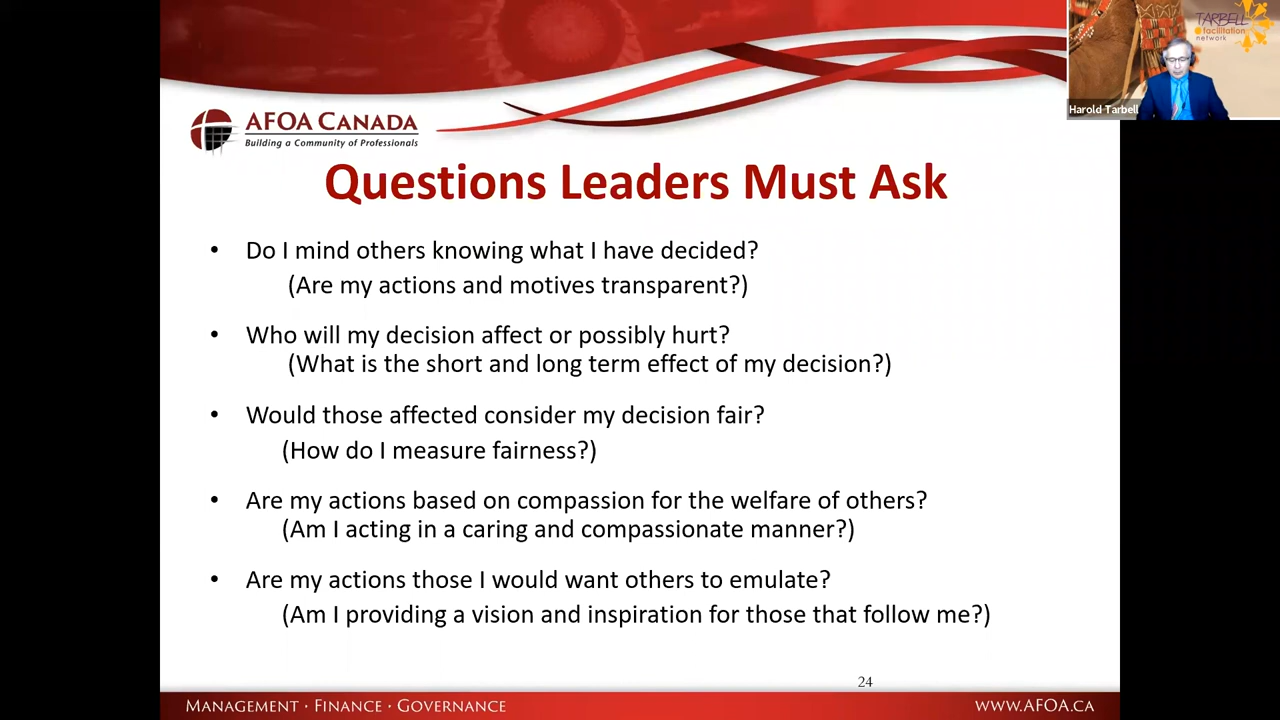 TARBELL
facilitation
network
Harold Tarbell
AFOA CANADA
Building a Community of Professionals
Questions Leaders Must Ask
• Do I mind others knowing what I have decided?
(Are my actions and motives transparent?)
• Who will my decision affect or possibly hurt?
(What is the short and long term effect of my decision?)
• Would those affected consider my decision fair?
(How do I measure fairness?)
• Are my actions based on compassion for the welfare of others?
(Am I acting in a caring and compassionate manner?)
• Are my actions those I would want others to emulate?
(Am I providing a vision and inspiration for those that follow me?)
24
MANAGEMENT · FINANCE · GOVERNANCE
WWW.AFOA.CA